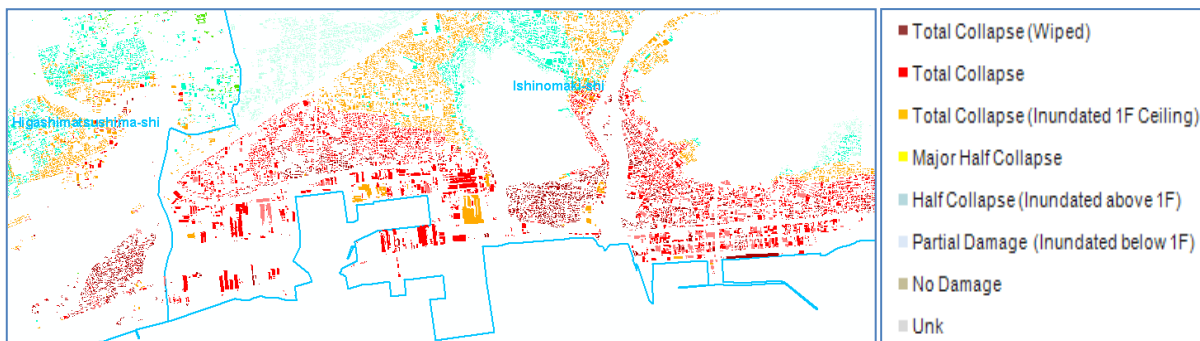 Ishinomaki-shi
Higashimatsushima-shi
Total Collapse (Wiped)
Total Collapse
Total Collapse (Inundated 1F Ceiling)
Major Half Collapse
Half Collapse (Inundated above 1F)
Partial Damage (Inundated below 1F)
No Damage
Unk